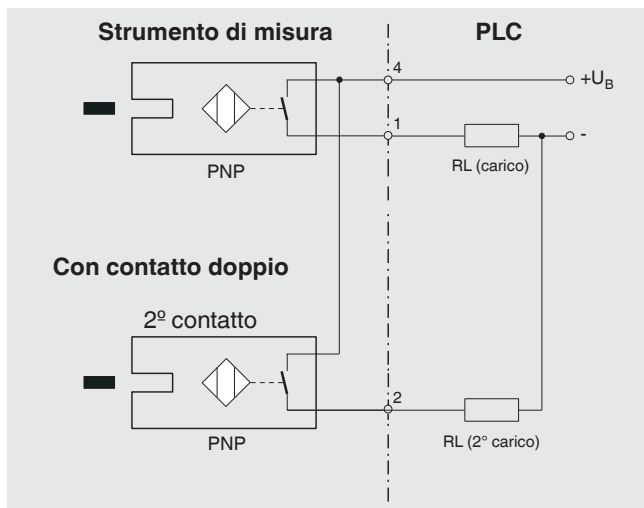 Strumento di misura
PLC
4
+UB
1
-
RL (carico)
PNP
Con contatto doppio
2º contatto
2
PNP
RL (2° carico)